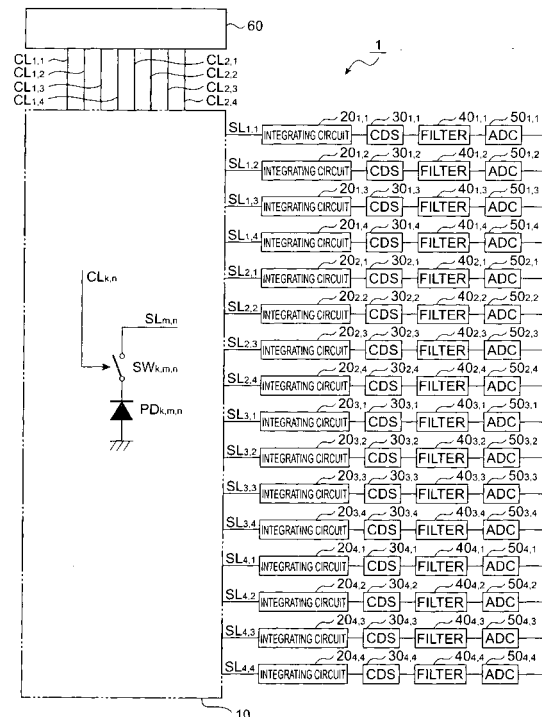 60
1
CL1,1 CL2,1
CL1,2 CL2,2
CL1,3 CL2,3
CL1,4 CL2,4
SL1,1 INTEGRATING CIRCUIT 201,1 CDS 301,1 FILTER 401,1 ADC 501,1
SL1,2 INTEGRATING CIRCUIT 201,2 CDS 301,2 FILTER 401,2 ADC 501,2
SL1,3 INTEGRATING CIRCUIT 201,3 CDS 301,3 FILTER 401,3 ADC 501,3
SL1,4 INTEGRATING CIRCUIT 201,4 CDS 301,4 FILTER 401,4 ADC 501,4
SL2,1 INTEGRATING CIRCUIT 202,1 CDS 302,1 FILTER 402,1 ADC 502,1
SL2,2 INTEGRATING CIRCUIT 202,2 CDS 302,2 FILTER 402,2 ADC 502,2
SL2,3 INTEGRATING CIRCUIT 202,3 CDS 302,3 FILTER 402,3 ADC 502,3
SL2,4 INTEGRATING CIRCUIT 202,4 CDS 302,4 FILTER 402,4 ADC 502,4
SL3,1 INTEGRATING CIRCUIT 203,1 CDS 303,1 FILTER 403,1 ADC 503,1
SL3,2 INTEGRATING CIRCUIT 203,2 CDS 303,2 FILTER 403,2 ADC 503,2
SL3,3 INTEGRATING CIRCUIT 203,3 CDS 303,3 FILTER 403,3 ADC 503,3
SL3,4 INTEGRATING CIRCUIT 203,4 CDS 303,4 FILTER 403,4 ADC 503,4
SL4,1 INTEGRATING CIRCUIT 204,1 CDS 304,1 FILTER 404,1 ADC 504,1
SL4,2 INTEGRATING CIRCUIT 204,2 CDS 304,2 FILTER 404,2 ADC 504,2
SL4,3 INTEGRATING CIRCUIT 204,3 CDS 304,3 FILTER 404,3 ADC 504,3
SL4,4 INTEGRATING CIRCUIT 204,4 CDS 304,4 FILTER 404,4 ADC 504,4
CLk,n
SLm,n
SWk,m,n
PDk,m,n
10